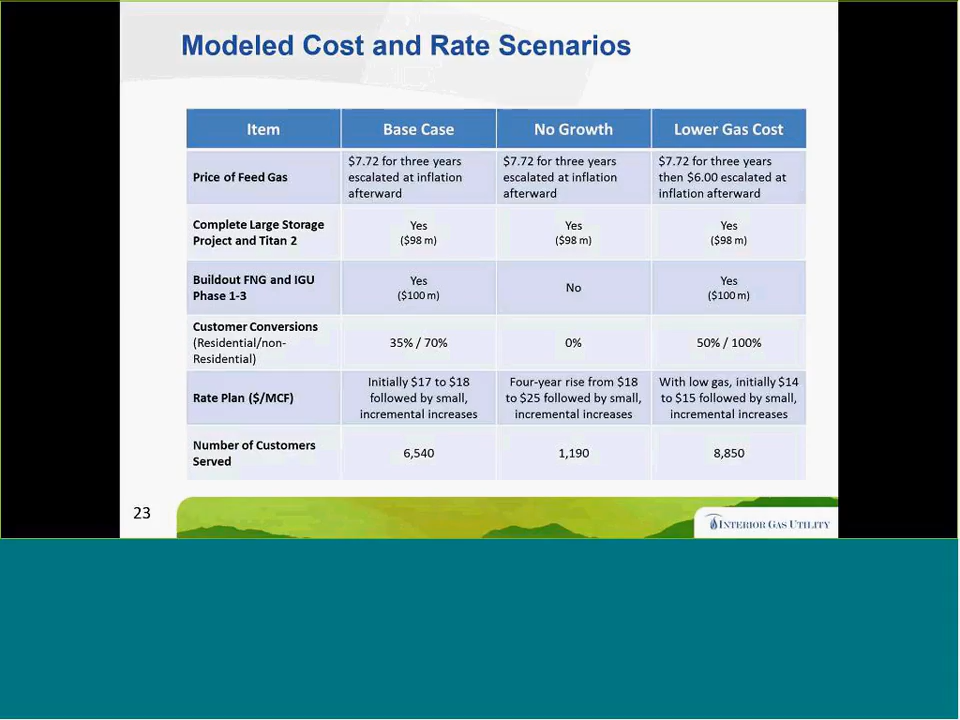 Modeled Cost and Rate Scenarios
Item
Base Case
No Growth
Lower Gas Cost
Price of Feed Gas
$7.72 for three years
escalated at inflation
afterward
$7.72 for three years
escalated at inflation
afterward
$7.72 for three years
then $6.00 escalated at
inflation afterward
Complete Large Storage
Project and Titan 2
Yes
($98 m)
Yes
($98 m)
Yes
($98 m)
Buildout FNG and IGU
Phase 1-3
Yes
($100 m)
No
Yes
($100 m)
Customer Conversions
(Residential/non-
Residential)
35% / 70%
0%
50% / 100%
Rate Plan ($/MCF)
Initially $17 to $18
followed by small,
incremental increases
Four-year rise from $18
to $25 followed by small,
incremental increases
With low gas, initially $14
to $15 followed by small,
incremental increases
Number of Customers
Served
6,540
1,190
8,850
23
INTERIOR GAS UTILITY